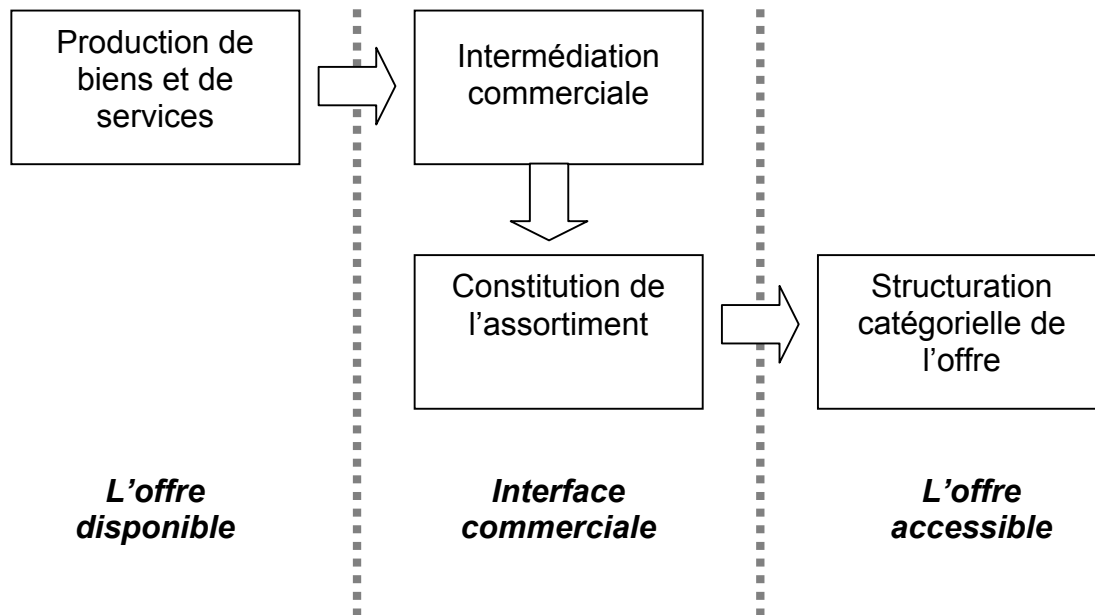 Production de
biens et de
services
Intermédiation
commerciale
Constitution de
l’assortiment
Structuration
catégorielle de
l’offre
L’offre
disponible
Interface
commerciale
L’offre
accessible